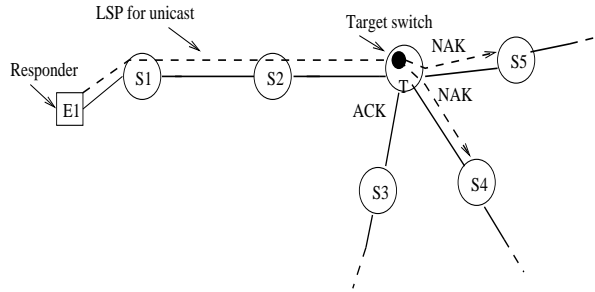 LSP for unicast
Target switch
NAK
S5
Responder
S1
S2
T
NAK
E1
ACK
S3
S4